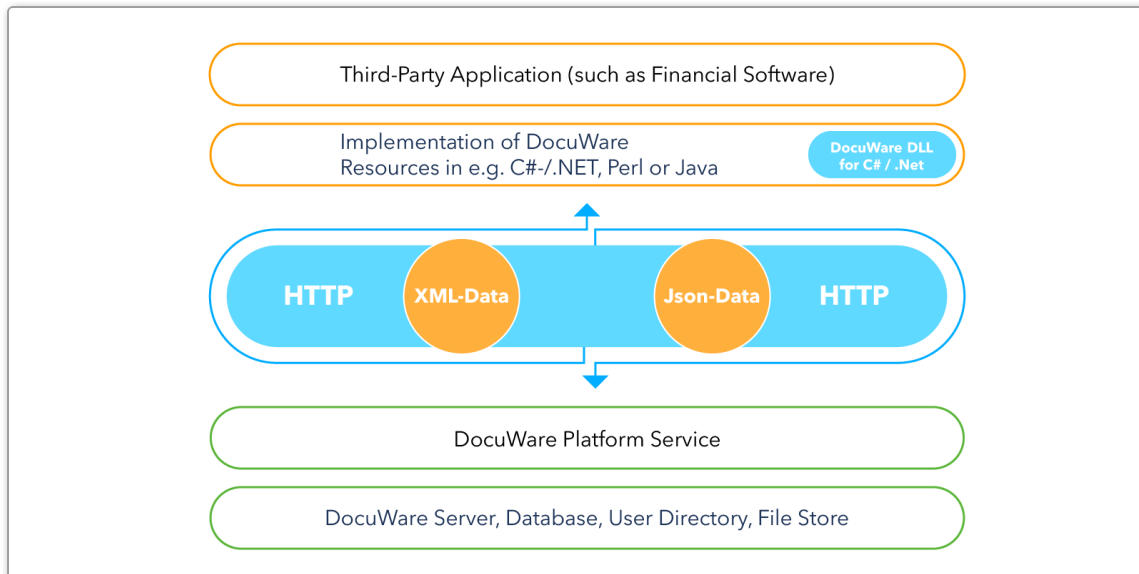 Third-Party Application (such as Financial Software)
Implementation of DocuWare
Resources in e.g. C#-/.NET, Perl or Java
DocuWare DLL
for C# / .Net
HTTP
XML-Data
Json-Data
HTTP
DocuWare Platform Service
DocuWare Server, Database, User Directory, File Store